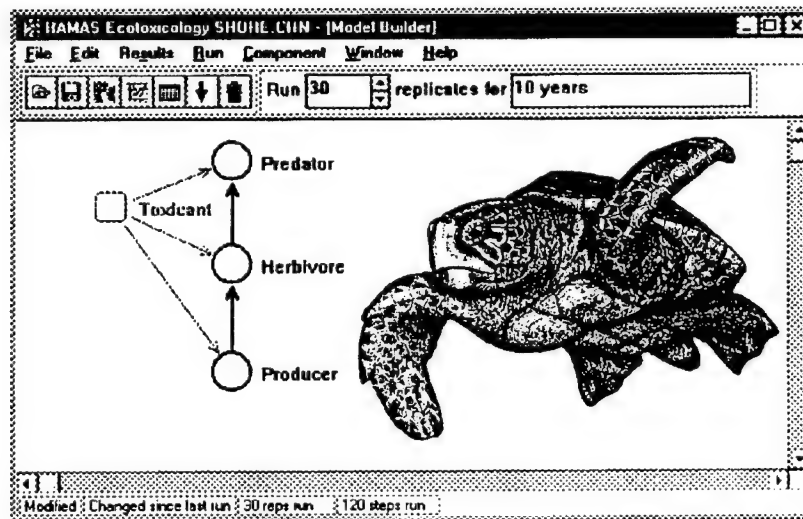 RAMAS Ecotoxicology SHORE.CHN - [Model Builder]
File Edit Results Run Component Window Help
Run 30 replicates for 10 years
Predator
Toxicant
Herbivore
Producer
Modified Changed since last run 30 reps run 120 steps run